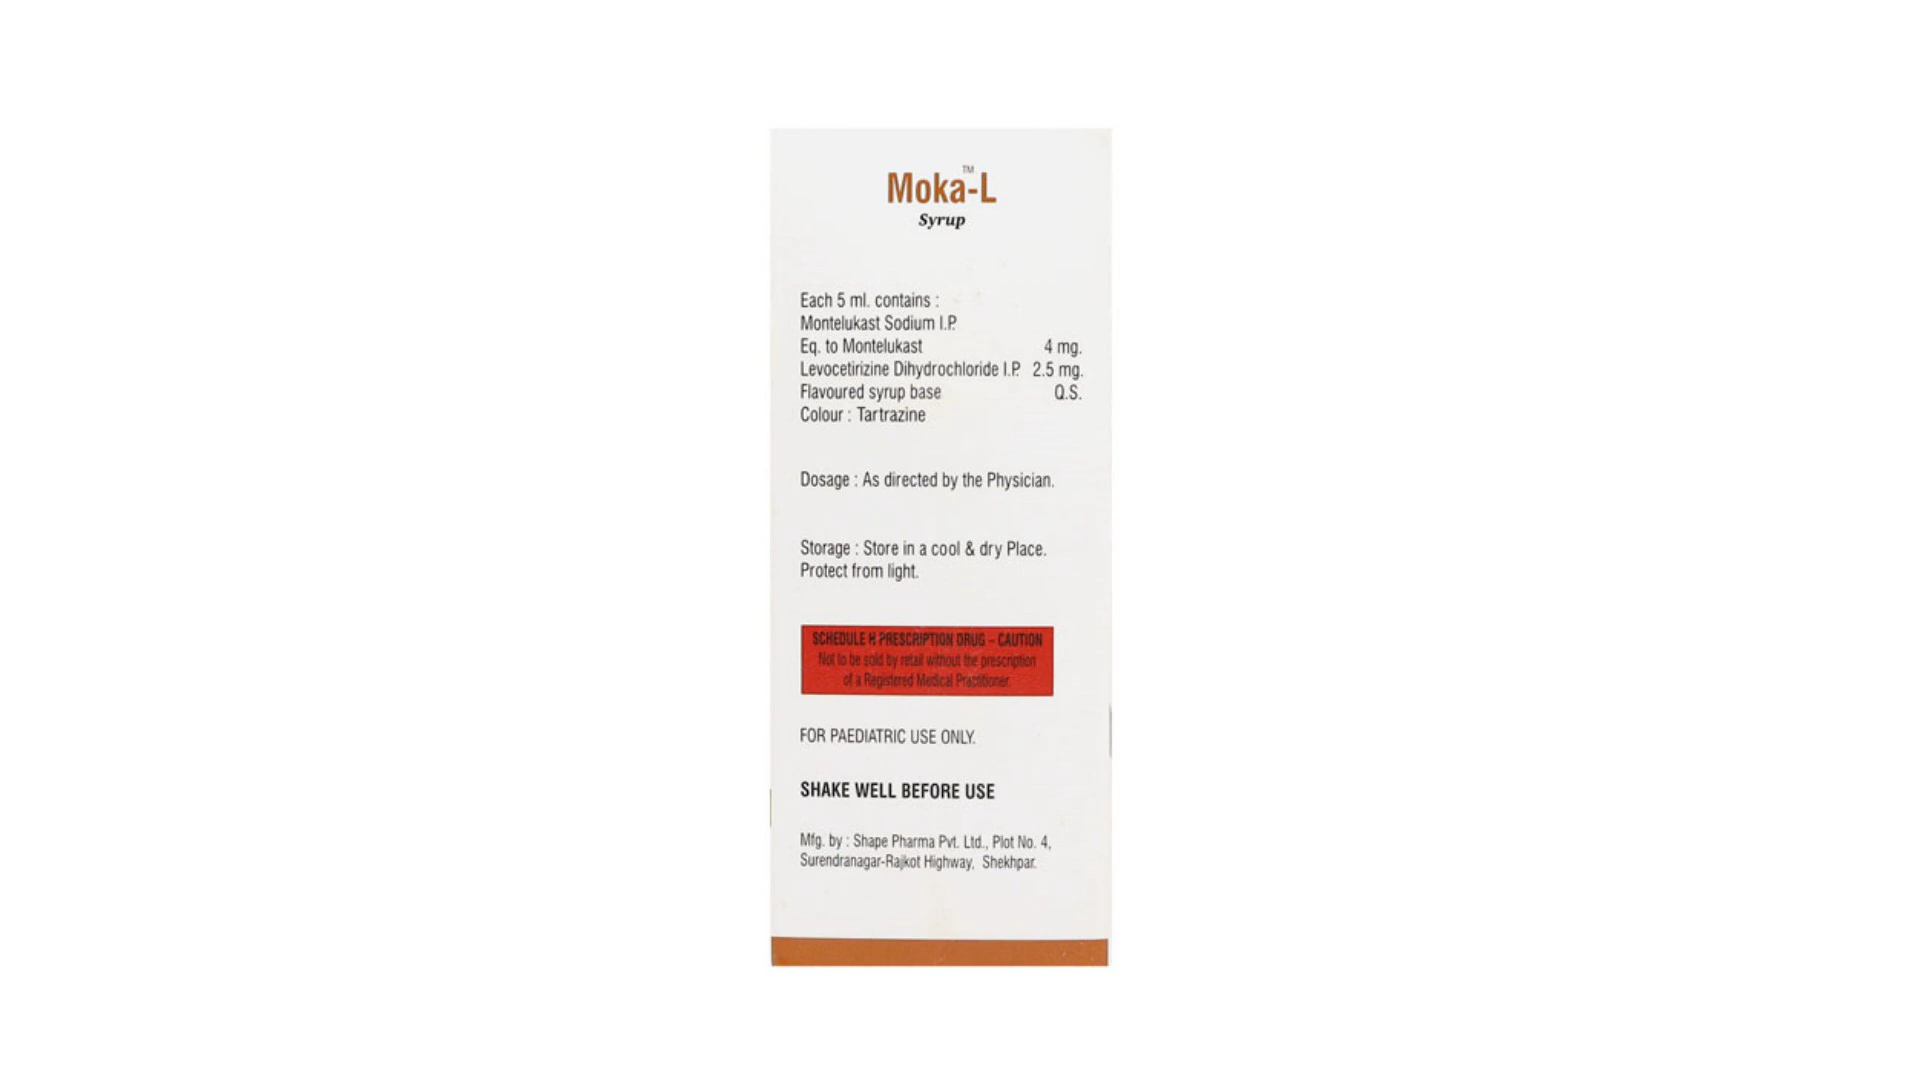 Moka-L™
Syrup
Each 5 ml. contains :
Montelukast Sodium I.P.
Eq. to Montelukast 4 mg.
Levocetirizine Dihydrochloride I.P. 2.5 mg.
Flavoured syrup base Q.S.
Colour : Tartrazine
Dosage : As directed by the Physician.
Storage : Store in a cool & dry Place.
Protect from light.
SCHEDULE H PRESCRIPTION DRUG – CAUTION
Not to be sold by retail without the prescription
of a Registered Medical Practitioner.
FOR PAEDIATRIC USE ONLY.
SHAKE WELL BEFORE USE
Mfg. by : Shape Pharma Pvt. Ltd., Plot No. 4,
Surendranagar-Rajkot Highway, Shekhpar.